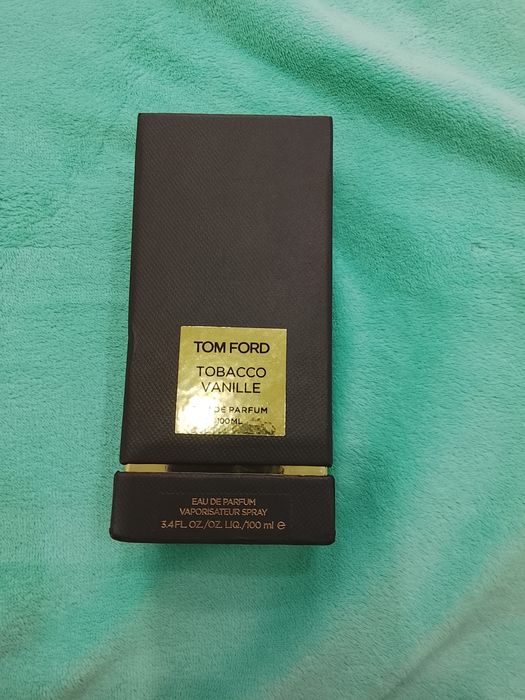 TOM FORD
TOBACCO
VANILLE
DE PARFUM
100ML
EAU DE PARFUM
VAPORISATEUR SPRAY
3.4 FL. OZ./OZ. LIQ./100 ml e